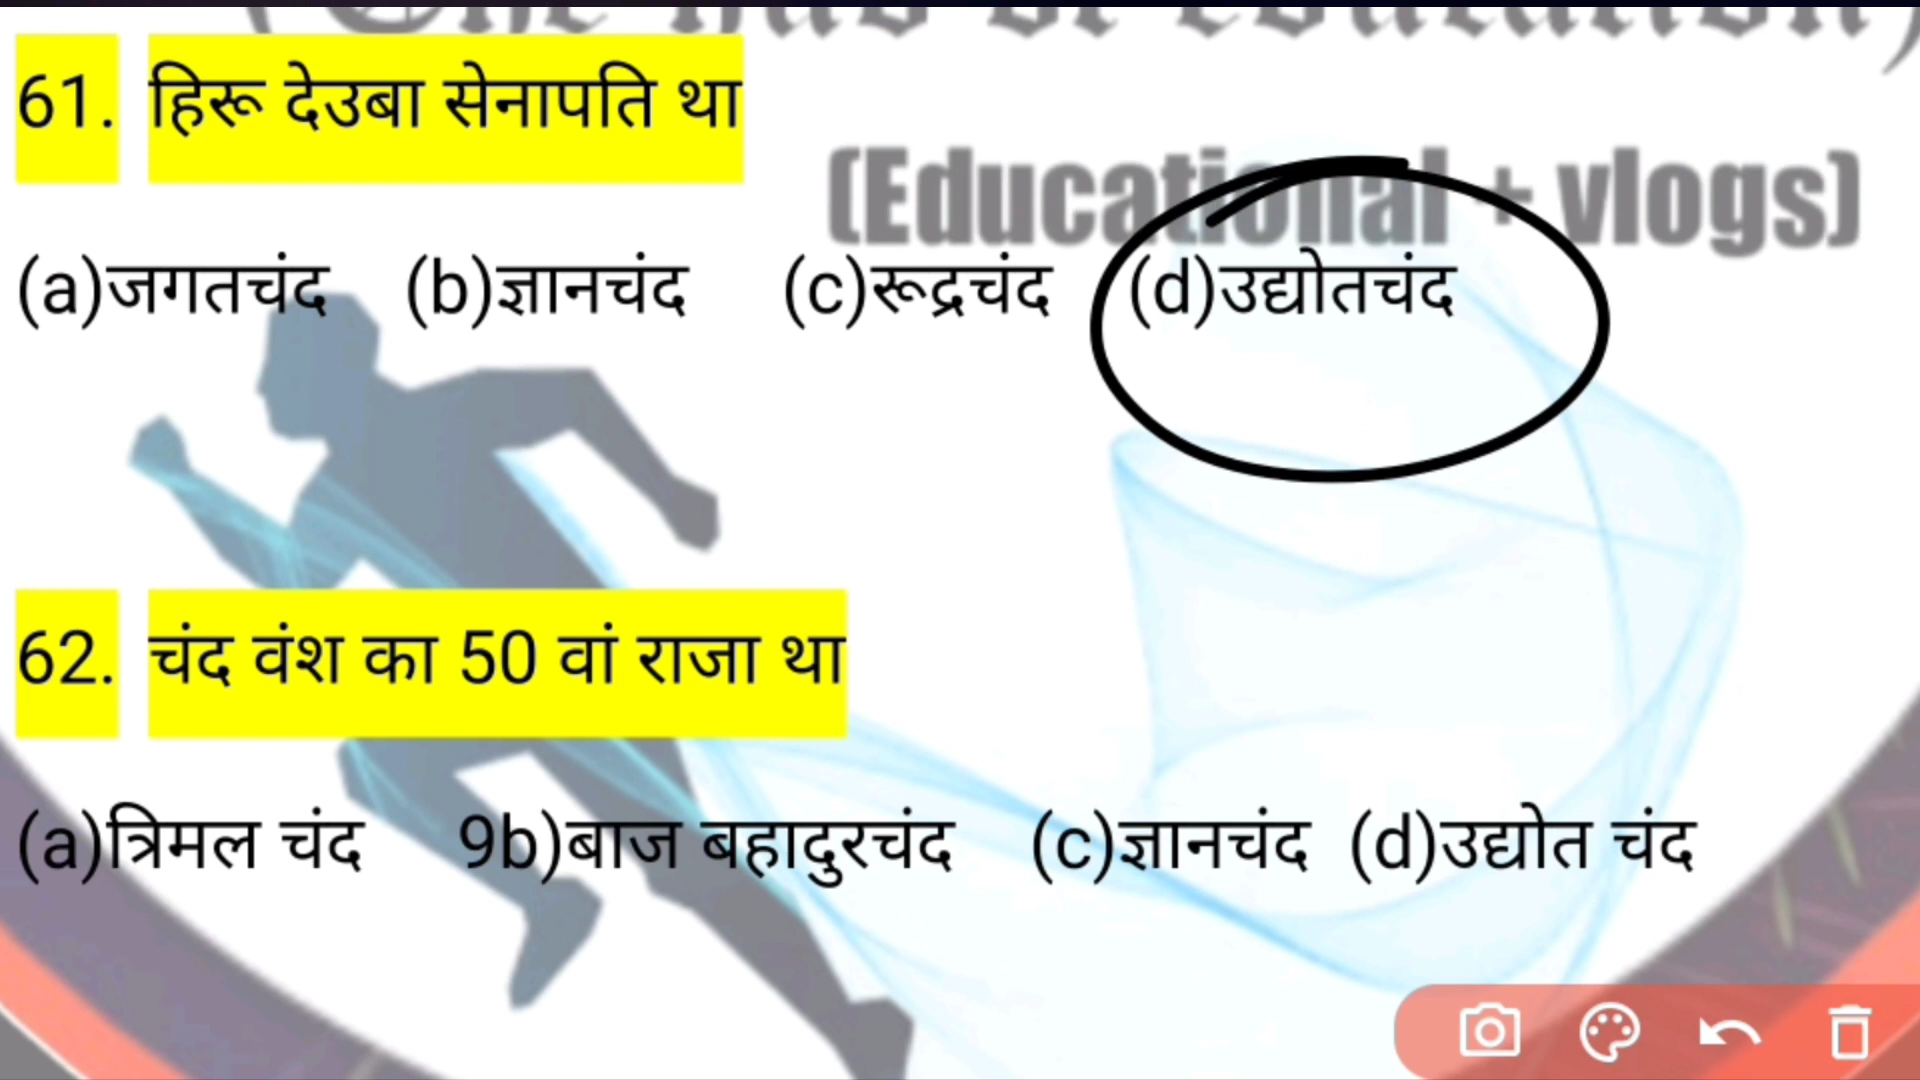 61. हिरू देउबा सेनापति था
(Educational + vlogs)
(a)जगतचंद (b)ज्ञानचंद (c)रूद्रचंद (d)उद्योतचंद
62. चंद वंश का 50 वां राजा था
(a)त्रिमल चंद 9b)बाज बहादुरचंद (c)ज्ञानचंद (d)उद्योत चंद